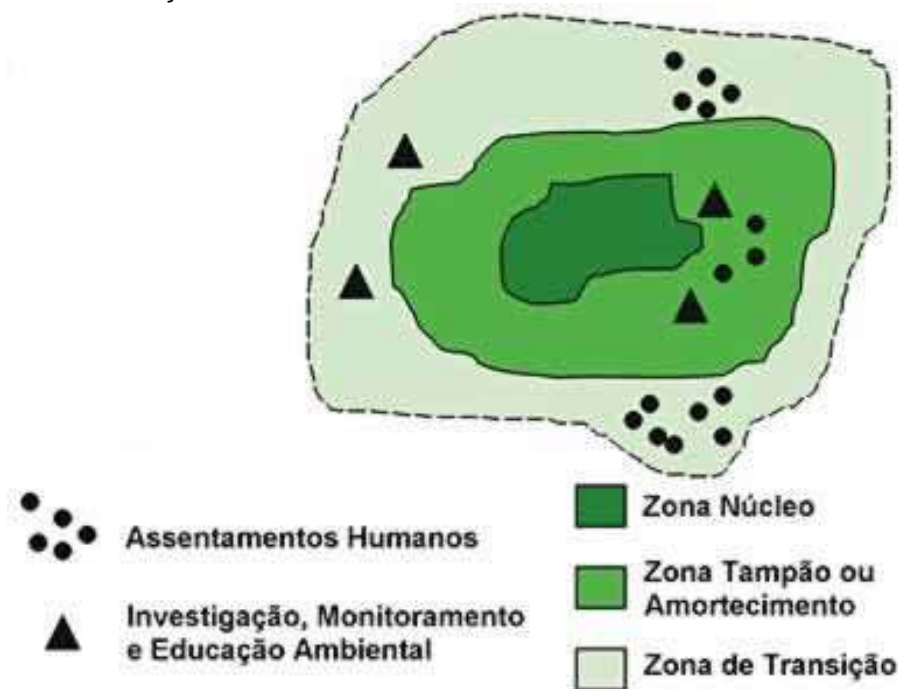 Assentamentos Humanos
Investigação, Monitoramento
e Educação Ambiental
Zona Núcleo
Zona Tampão ou
Amortecimento
Zona de Transição